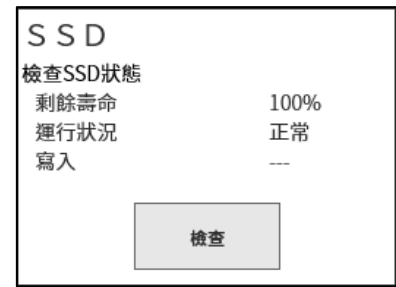 ＳＳＤ
檢查SSD狀態
剩餘壽命 100%
運行狀況 正常
寫入 ---
檢查